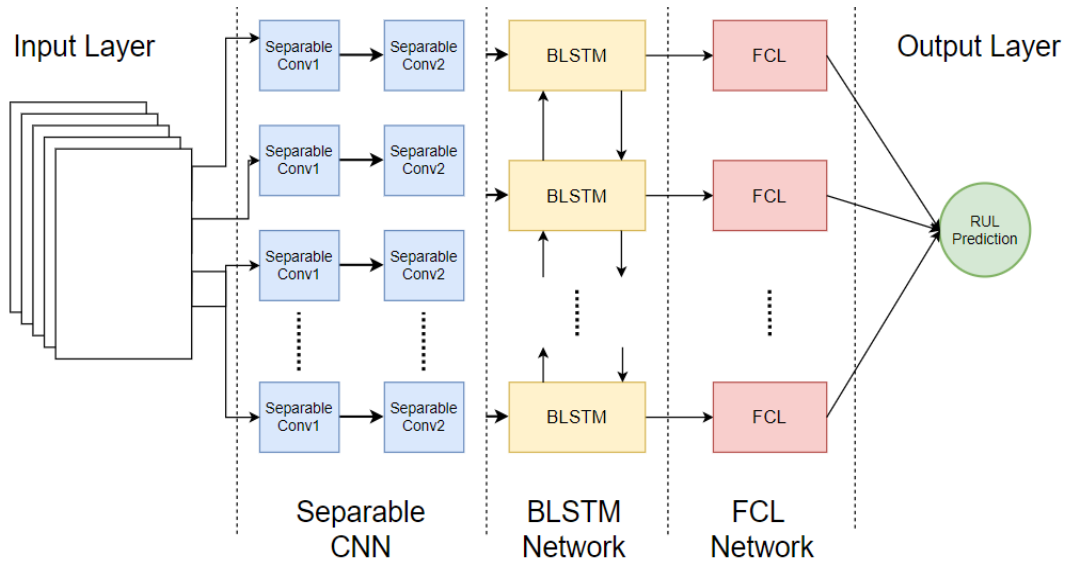 Input Layer
Separable
Conv1
Separable
Conv2
BLSTM
FCL
Output Layer
Separable
Conv1
Separable
Conv2
BLSTM
FCL
RUL
Prediction
Separable
Conv1
Separable
Conv2
Separable
Conv1
Separable
Conv2
BLSTM
FCL
Separable
CNN
BLSTM
Network
FCL
Network